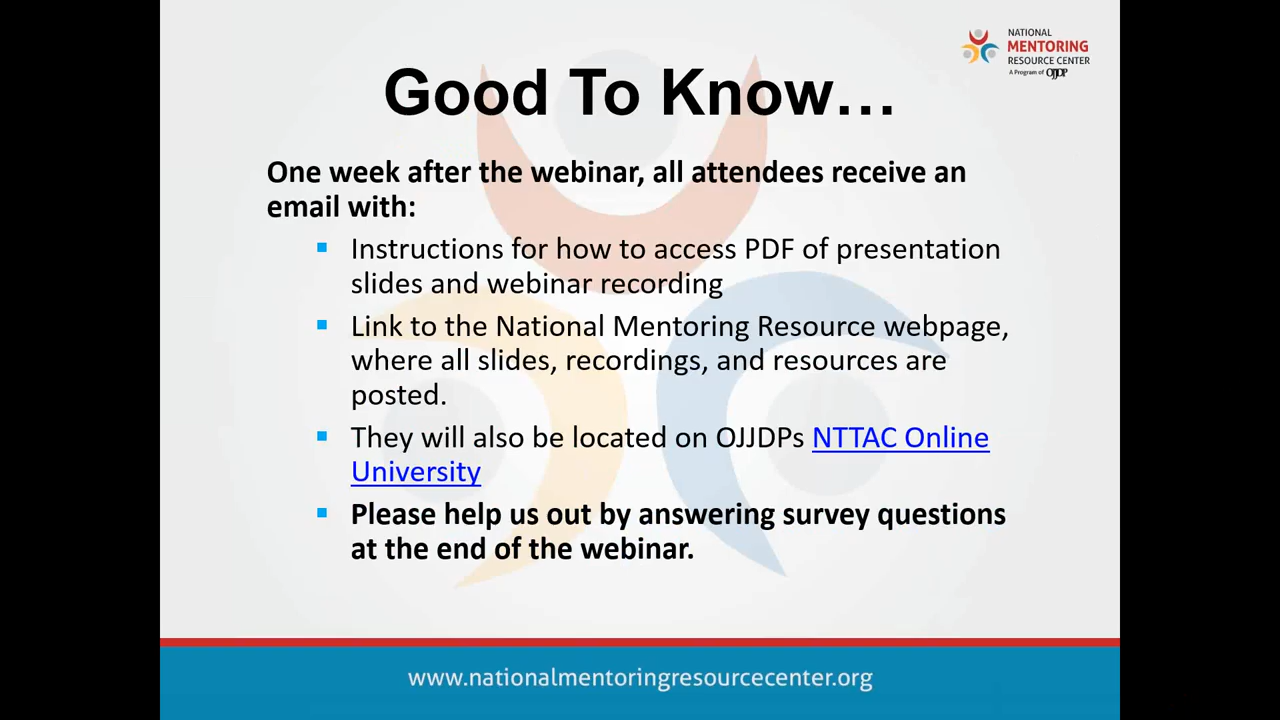 NATIONAL
MENTORING
RESOURCE CENTER
A Program of OJJDP
Good To Know…
One week after the webinar, all attendees receive an
email with:
Instructions for how to access PDF of presentation
slides and webinar recording
Link to the National Mentoring Resource webpage,
where all slides, recordings, and resources are
posted.
They will also be located on OJJDPs NTTAC Online
University
Please help us out by answering survey questions
at the end of the webinar.
www.nationalmentoringresourcecenter.org